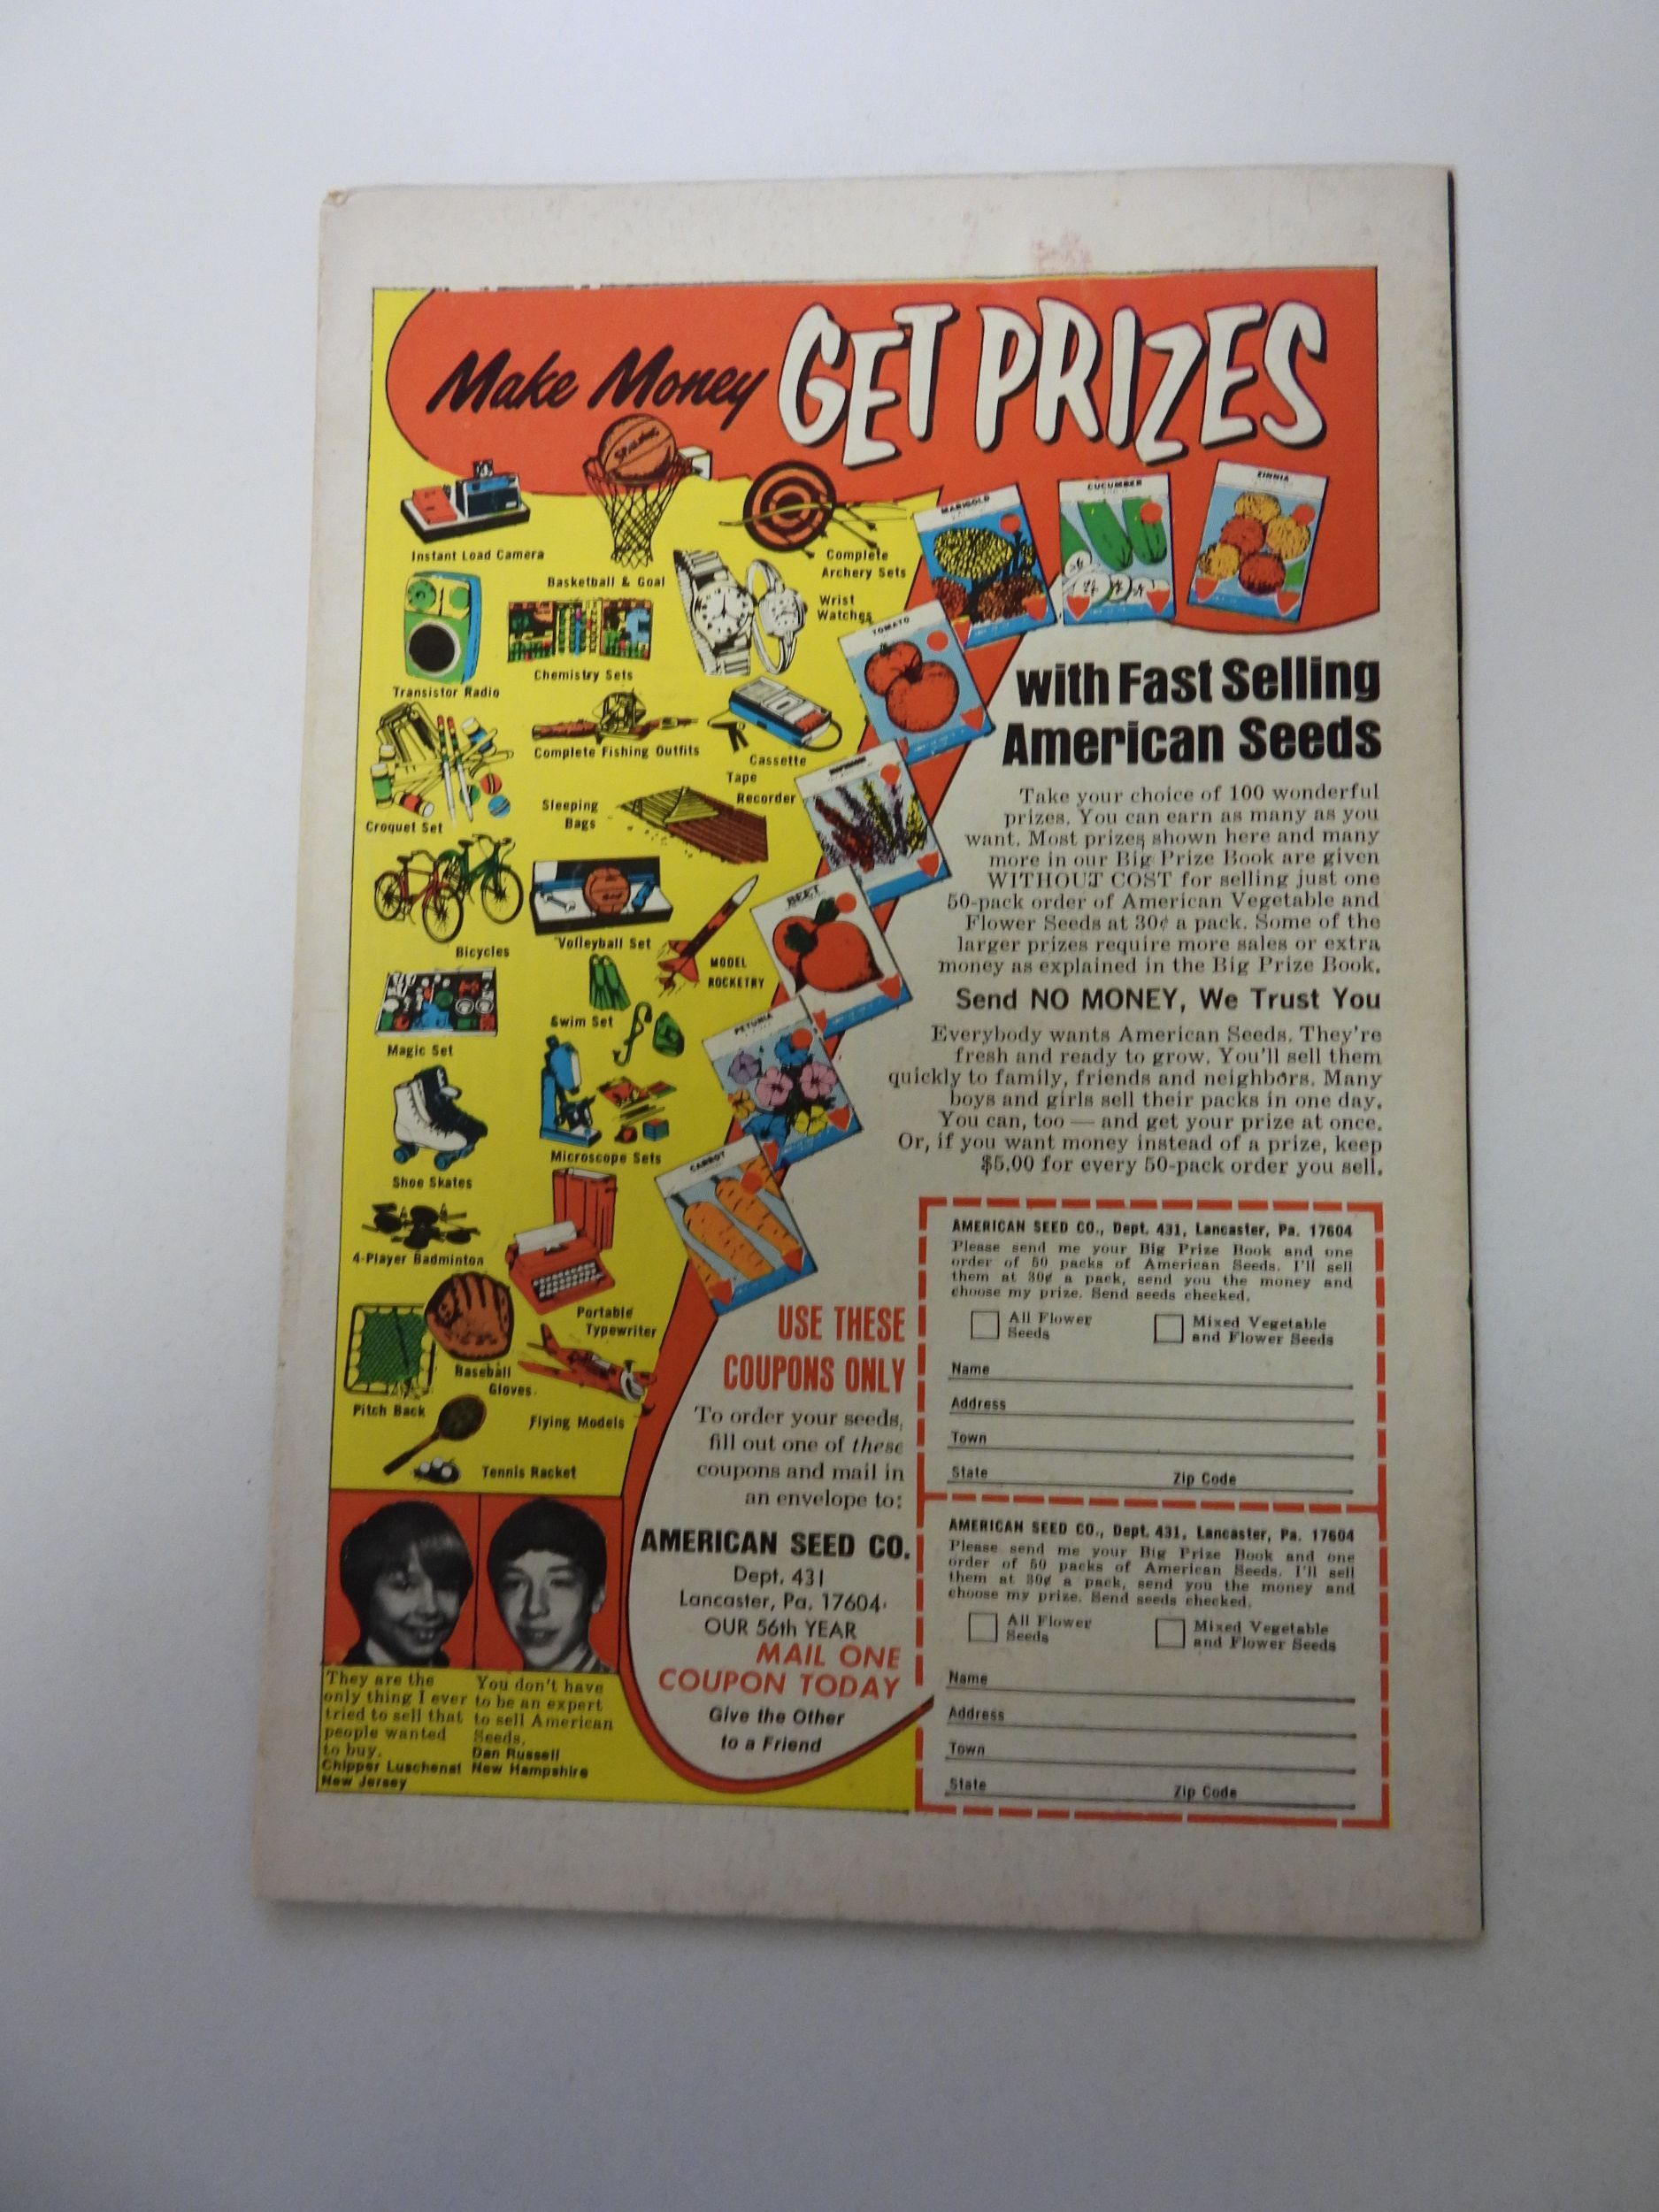 Make Money GET PRIZES
Instant Load Camera
Basketball & Goal
Complete
Archery Sets
Wrist
Watches
Transistor Radio
Chemistry Sets
Complete Fishing Outfits
Cassette
Tape
Recorder
Croquet Set
Sleeping
Bags
Bicycles
Volleyball Set
MODEL
ROCKETRY
Magic Set
Swim Set
Shoe Skates
Microscope Sets
4-Player Badminton
Portable
Typewriter
Pitch Back
Baseball
Gloves
Flying Models
Tennis Racket
MARIGOLD
CUCUMBER
ZINNIA
TOMATO
BEET
PETUNIA
CARROT
with Fast Selling
American Seeds
Take your choice of 100 wonderful
prizes. You can earn as many as you
want. Most prizes shown here and many
more in our Big Prize Book are given
WITHOUT COST for selling just one
50-pack order of American Vegetable and
Flower Seeds at 30¢ a pack. Some of the
larger prizes require more sales or extra
money as explained in the Big Prize Book.
Send NO MONEY, We Trust You
Everybody wants American Seeds. They're
fresh and ready to grow. You'll sell them
quickly to family, friends and neighbors. Many
boys and girls sell their packs in one day.
You can, too — and get your prize at once.
Or, if you want money instead of a prize, keep
$5.00 for every 50-pack order you sell.
USE THESE
COUPONS ONLY
To order your seeds,
fill out one of these
coupons and mail in
an envelope to:
AMERICAN SEED CO.
Dept. 431
Lancaster, Pa. 17604
OUR 56th YEAR
MAIL ONE
COUPON TODAY
Give the Other
to a Friend
They are the
only thing I ever
tried to sell that
people wanted
to buy.
Chipper Luschenat
New Jersey
You don't have
to be an expert
to sell American
Seeds.
Dan Russell
New Hampshire
AMERICAN SEED CO., Dept. 431, Lancaster, Pa. 17604
Please send me your Big Prize Book and one
order of 50 packs of American Seeds. I'll sell
them at 30¢ a pack, send you the money and
choose my prize. Send seeds checked.
All Flower
Seeds
Mixed Vegetable
and Flower Seeds
Name
Address
Town
State Zip Code
AMERICAN SEED CO., Dept. 431, Lancaster, Pa. 17604
Please send me your Big Prize Book and one
order of 50 packs of American Seeds. I'll sell
them at 30¢ a pack, send you the money and
choose my prize. Send seeds checked.
All Flower
Seeds
Mixed Vegetable
and Flower Seeds
Name
Address
Town
State Zip Code